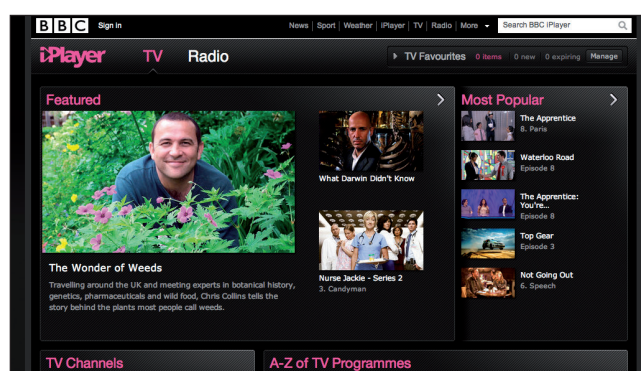 BBC Sign in News Sport Weather iPlayer TV Radio More Search BBC iPlayer
iPlayer TV Radio TV Favourites 0 items 0 new 0 expiring Manage
Featured
The Wonder of Weeds
Travelling around the UK and meeting experts in botanical history,
genetics, pharmaceuticals and wild food, Chris Collins tells the
story behind the plants most people call weeds.
What Darwin Didn't Know
Nurse Jackie - Series 2
3. Candyman
Most Popular
The Apprentice
8. Paris
Waterloo Road
Episode 8
The Apprentice:
You're...
Episode 8
Top Gear
Episode 3
Not Going Out
6. Speech
TV Channels
A-Z of TV Programmes